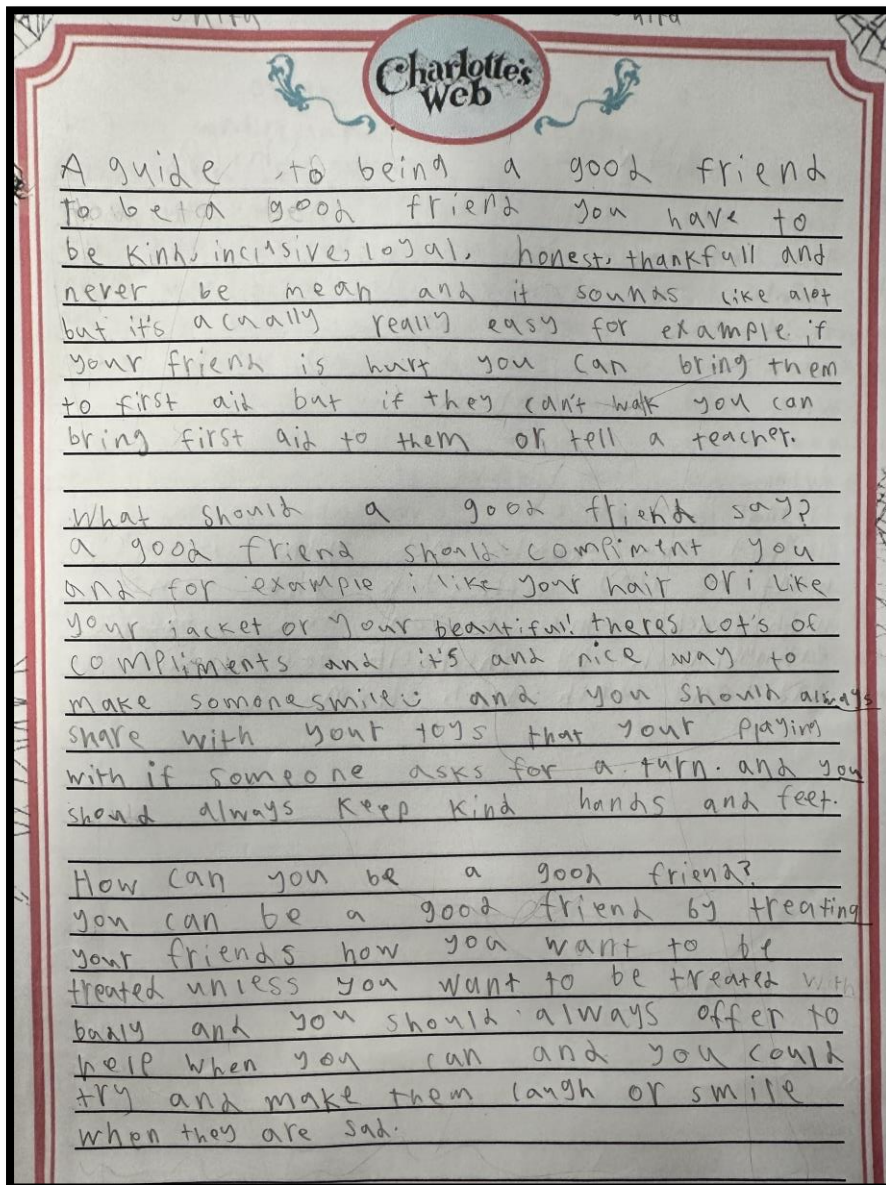 Charlotte's
Web
A guide to being a good friend
to be a good friend you have to
be kind, inclusive, loyal, honest, thankfull and
never be mean and it sounds like alot
but it's acually really easy for example if
your friend is hurt you can bring them
to first aid but if they can't walk you can
bring first aid to them or tell a teacher.
What should a good friend say?
a good friend should compliment you
and for example i like your hair or i like
your jacket or your beautiful! theres lot's of
compliments and it's and nice way to
make somone smile and you should always
share with your toys that your playing
with if someone asks for a turn. and you
should always keep kind hands and feet.
How can you be a good friend?
you can be a good friend by treating
your friends how you want to be
treated unless you want to be treated with
badly and you should always offer to
help when you can and you could
try and make them laugh or smile
when they are sad.